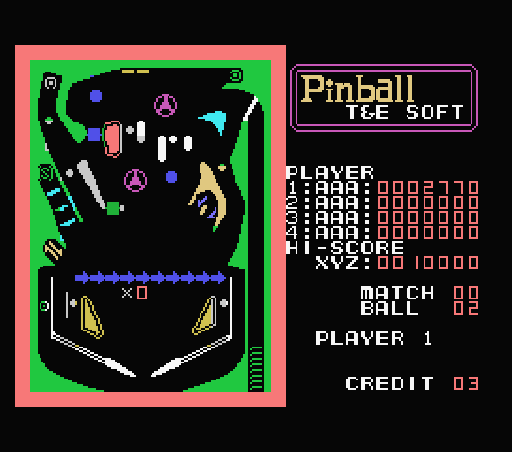 Pinball
T&E SOFT
PLAYER
1:AAA:0002770
2:AAA:0000000
3:AAA:0000000
4:AAA:0000000
HI-SCORE
XYZ:0010000
×0
MATCH 00
BALL 02
PLAYER 1
CREDIT 03